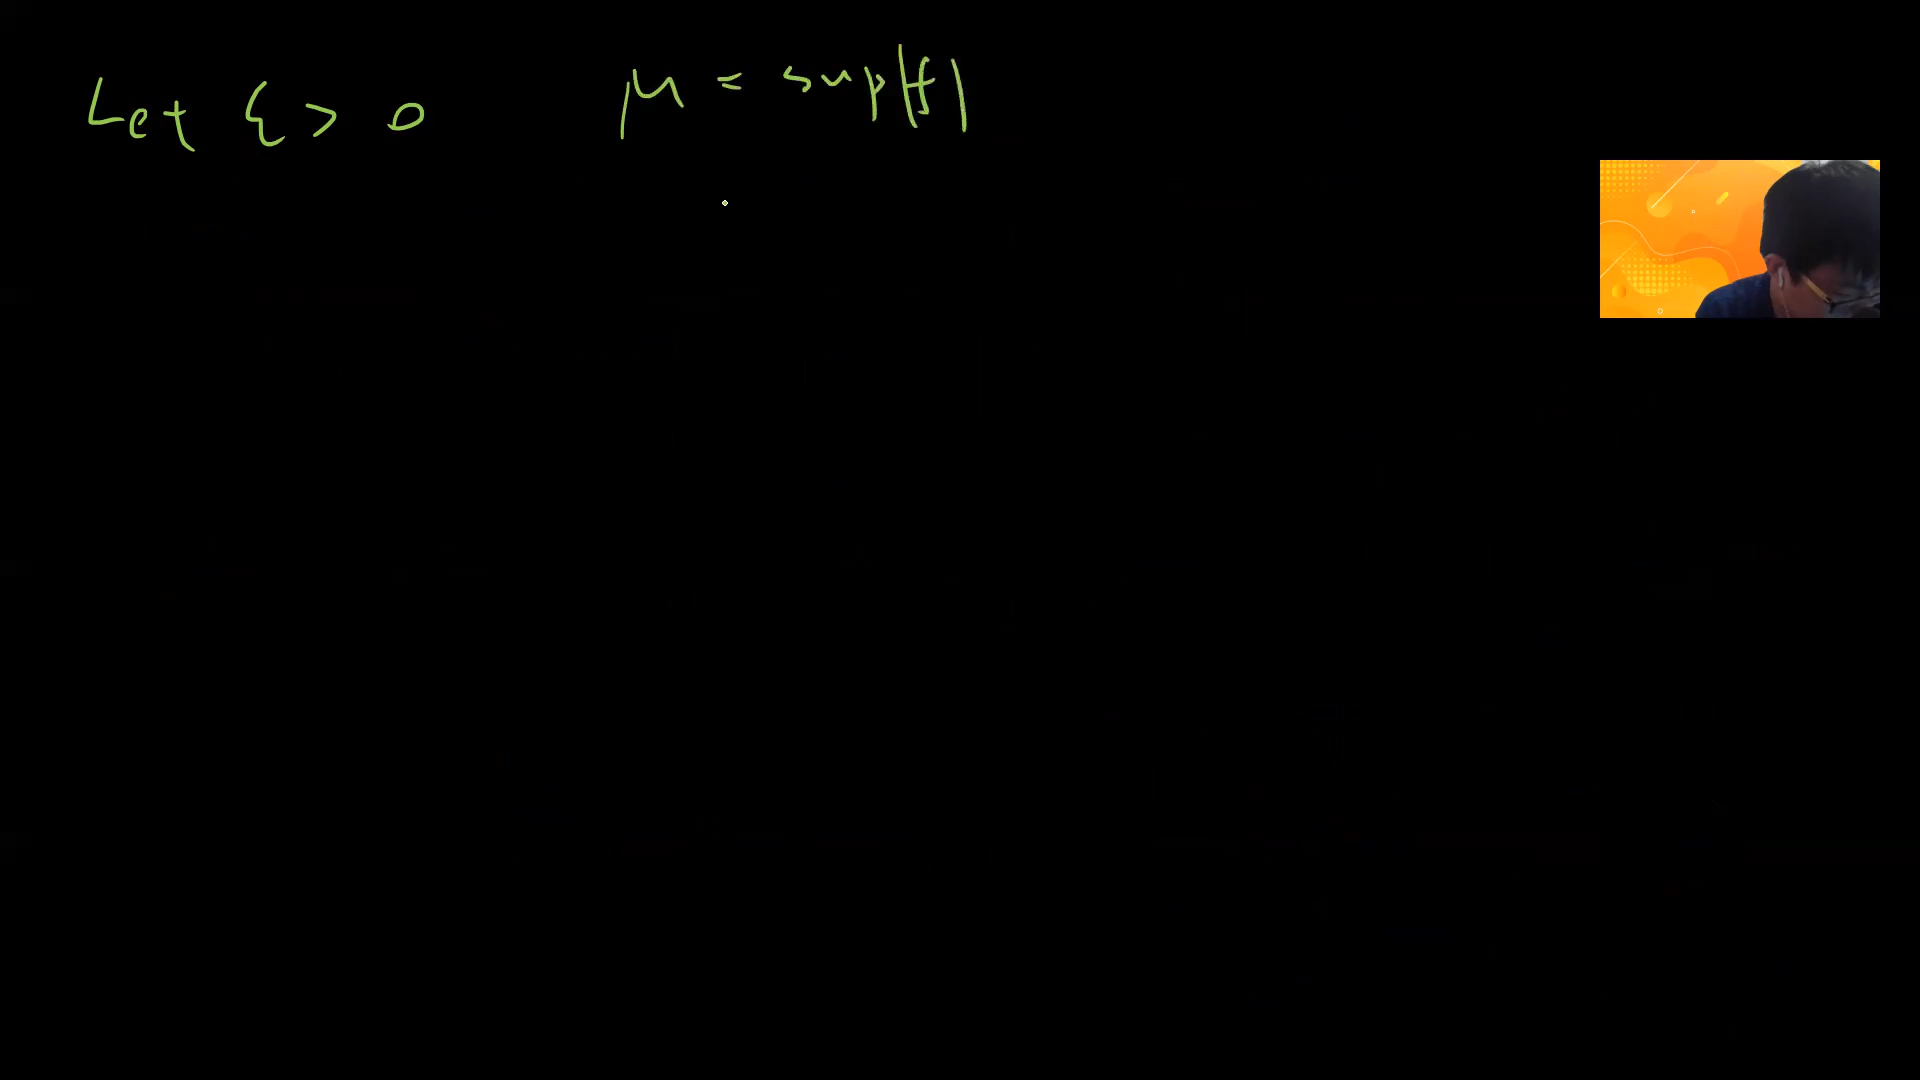 Let ε > 0 M = sup|f|